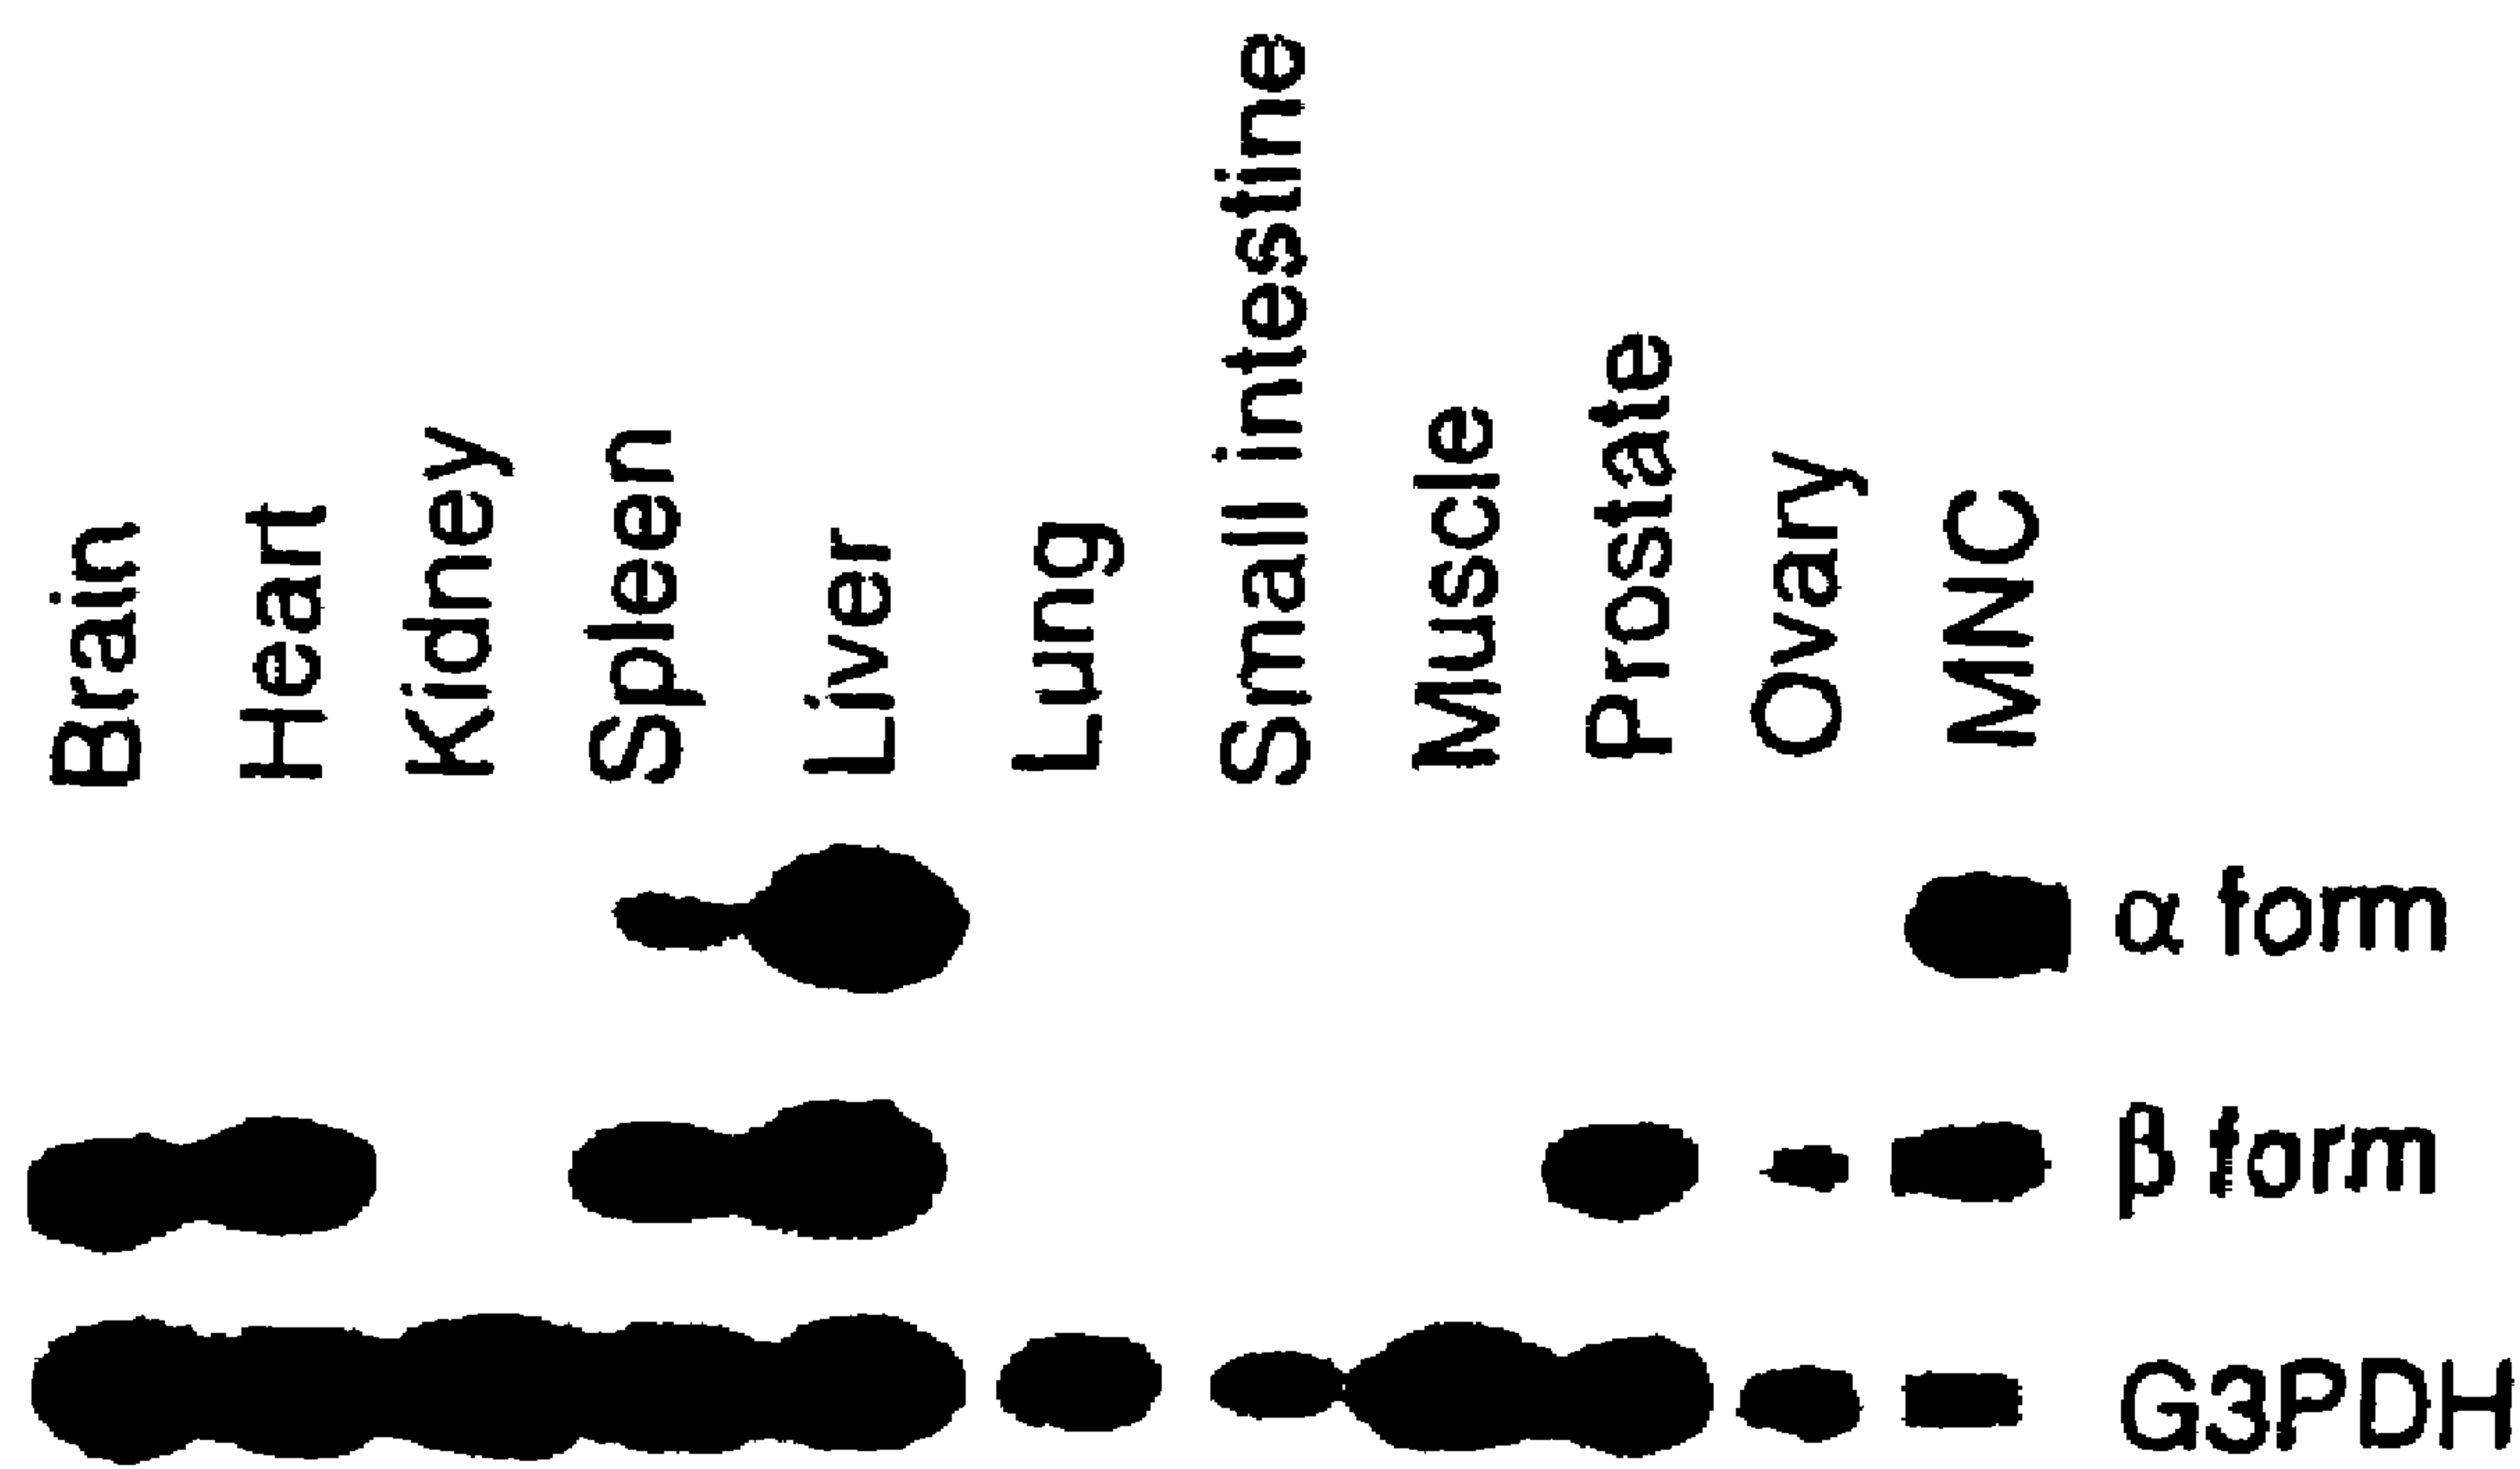 Brain
Heart
Kidney
Spleen
Liver
Lung
Small intestine
Muscle
Prostate
Ovary
MNC
α form
β form
G3PDH